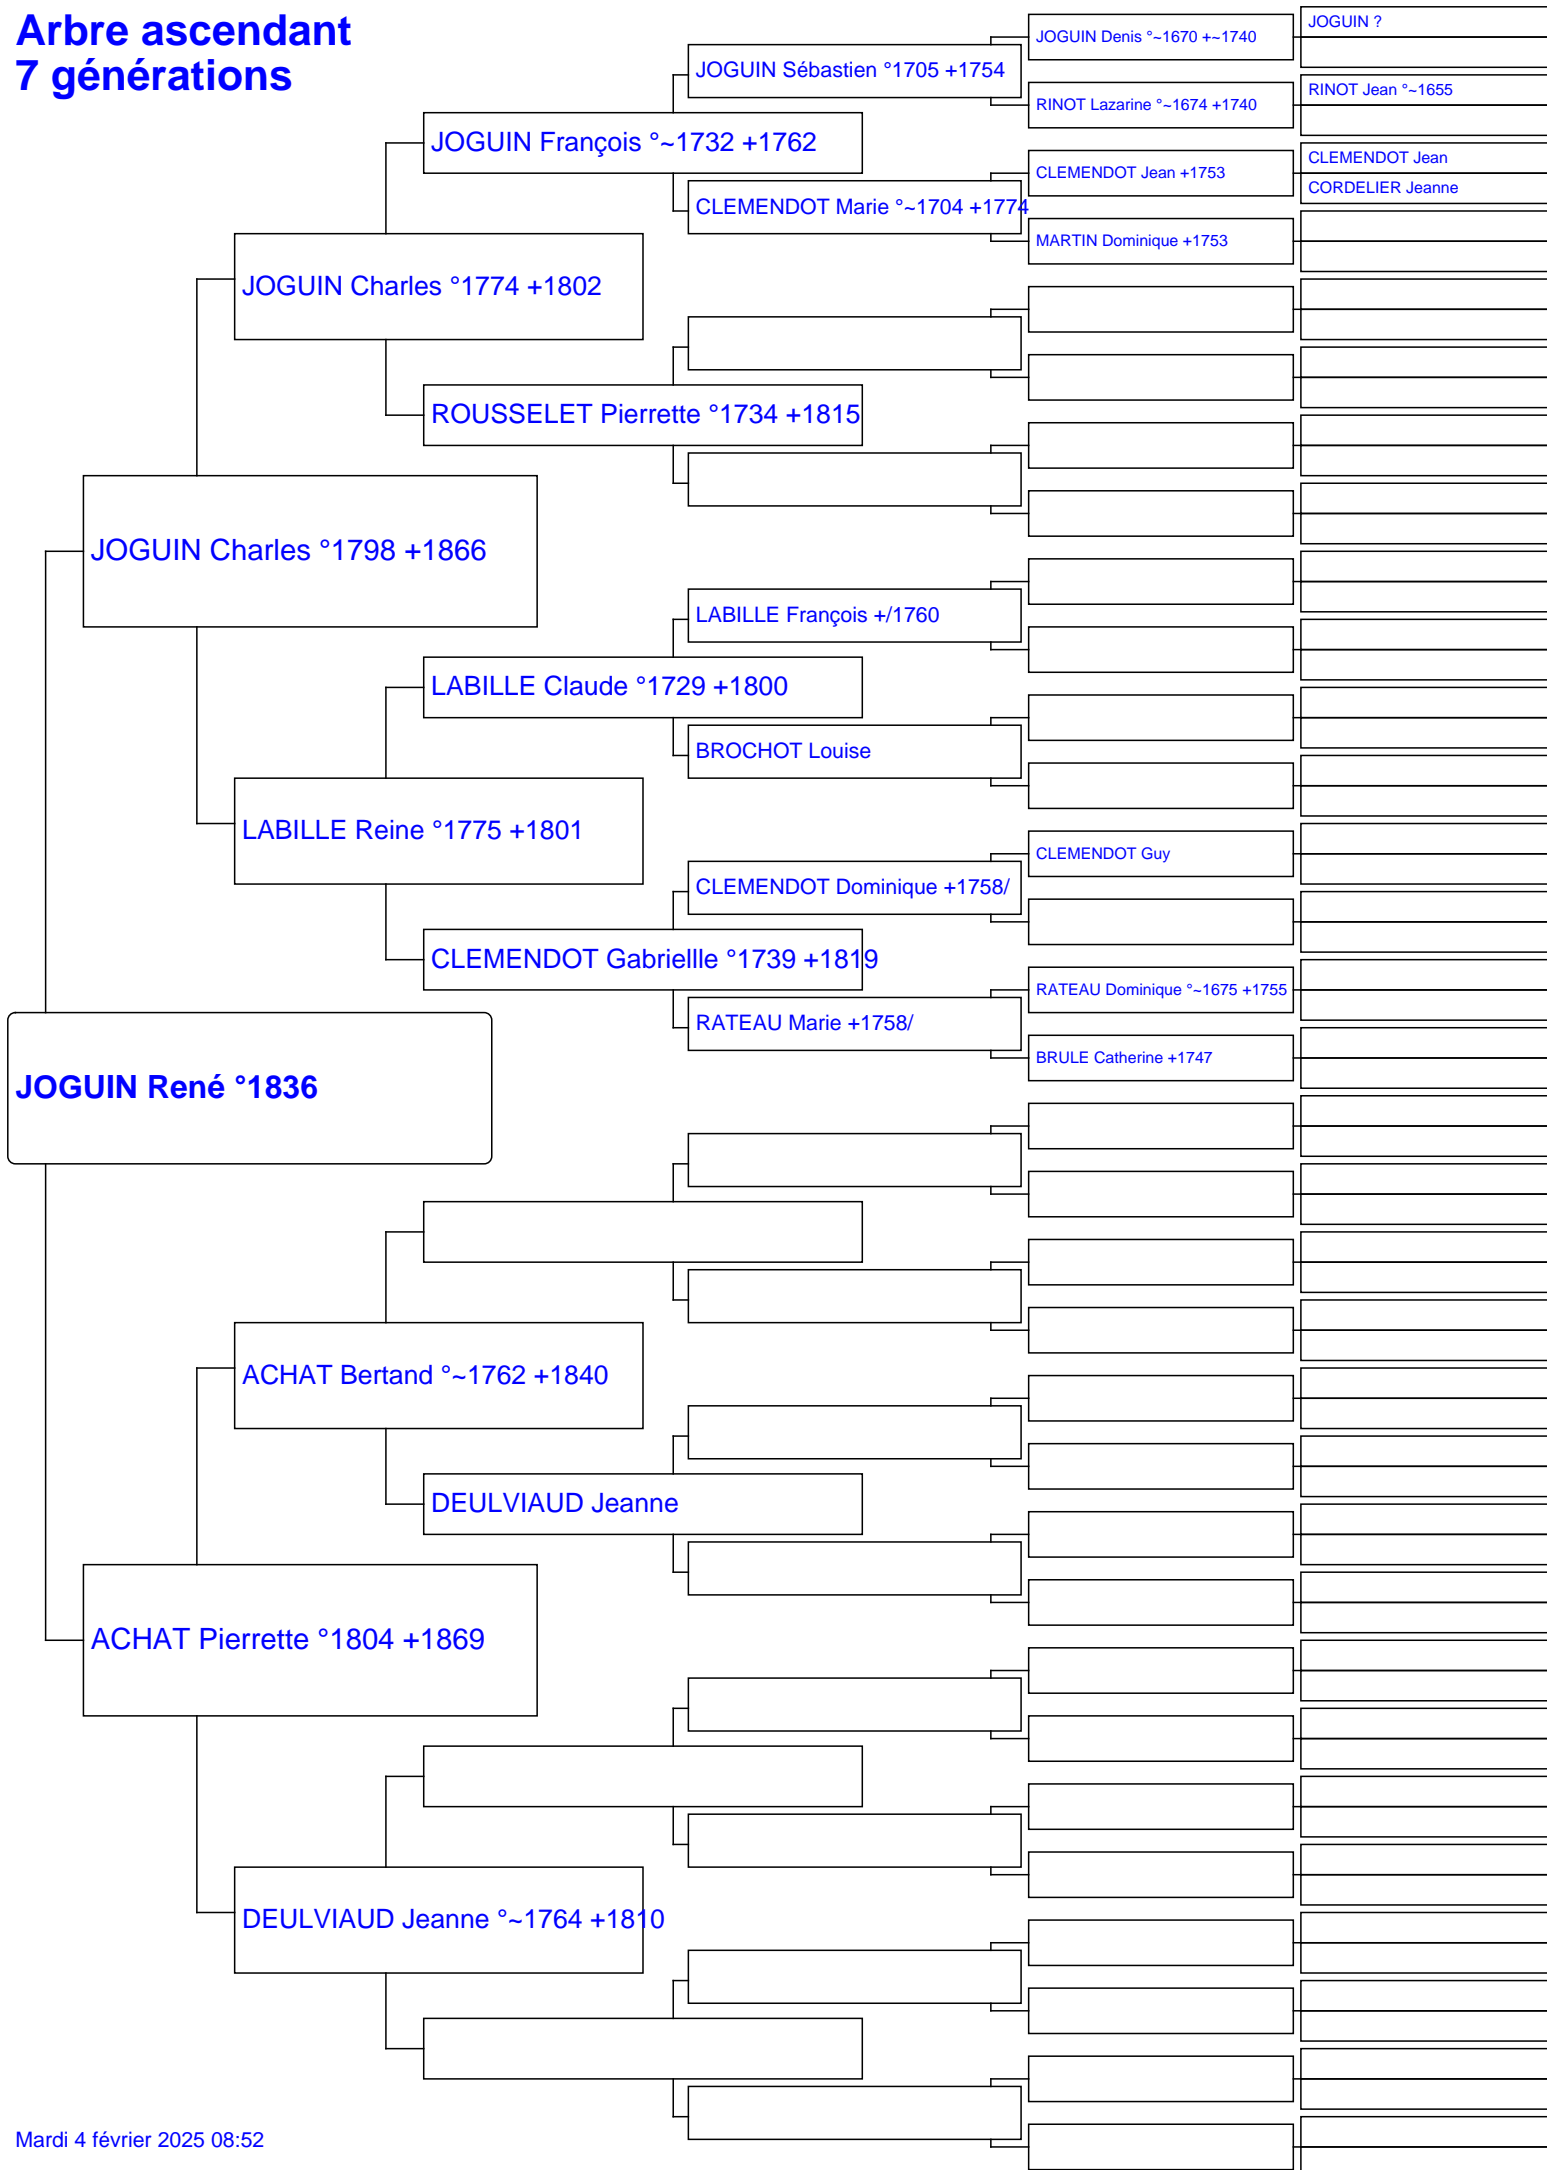 Arbre ascendant
7 générations
JOGUIN ?
JOGUIN Denis °~1670 +~1740
JOGUIN Sébastien °1705 +1754
RINOT Jean °~1655
RINOT Lazarine °~1674 +1740
JOGUIN François °~1732 +1762
CLEMENDOT Jean
CLEMENDOT Jean +1753
CORDELIER Jeanne
CLEMENDOT Marie °~1704 +1774
MARTIN Dominique +1753
JOGUIN Charles °1774 +1802
ROUSSELET Pierrette °1734 +1815
JOGUIN Charles °1798 +1866
LABILLE François +/1760
LABILLE Claude °1729 +1800
BROCHOT Louise
LABILLE Reine °1775 +1801
CLEMENDOT Guy
CLEMENDOT Dominique +1758/
CLEMENDOT Gabriellle °1739 +1819
RATEAU Dominique °~1675 +1755
RATEAU Marie +1758/
BRULE Catherine +1747
JOGUIN René °1836
ACHAT Bertand °~1762 +1840
DEULVIAUD Jeanne
ACHAT Pierrette °1804 +1869
DEULVIAUD Jeanne °~1764 +1810
Mardi 4 février 2025 08:52